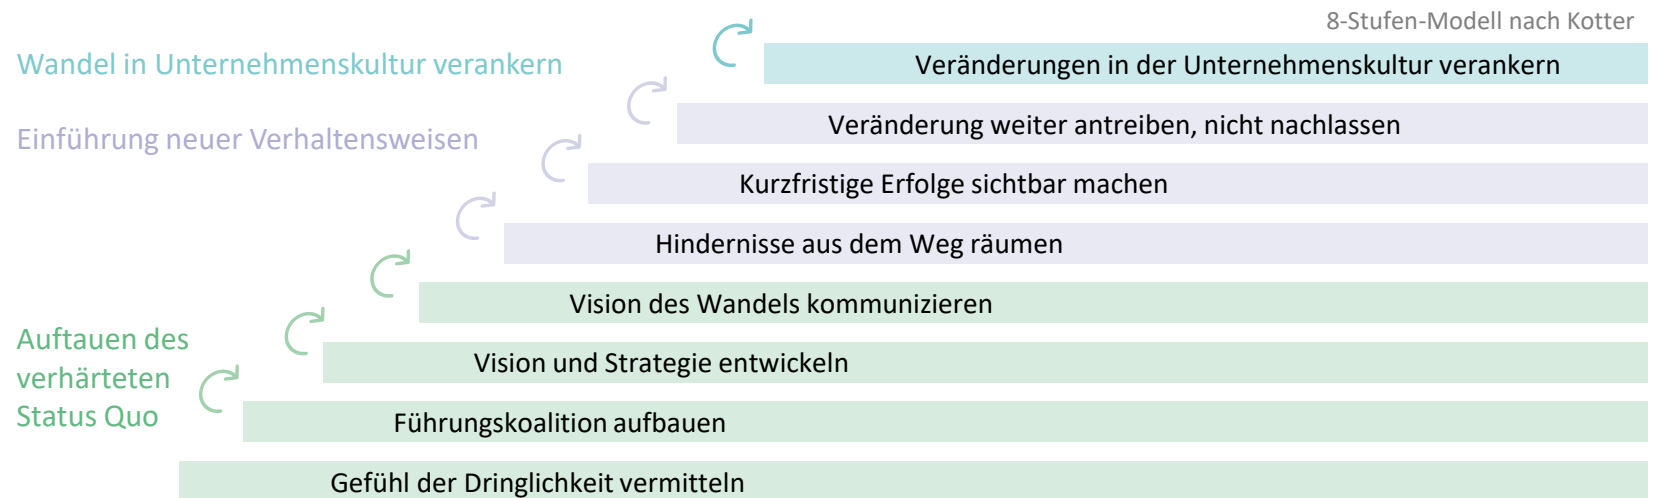 8-Stufen-Modell nach Kotter
Wandel in Unternehmenskultur verankern
Veränderungen in der Unternehmenskultur verankern
Einführung neuer Verhaltensweisen
Veränderung weiter antreiben, nicht nachlassen
Kurzfristige Erfolge sichtbar machen
Hindernisse aus dem Weg räumen
Vision des Wandels kommunizieren
Auftauen des
verhärteten
Status Quo
Vision und Strategie entwickeln
Führungskoalition aufbauen
Gefühl der Dringlichkeit vermitteln